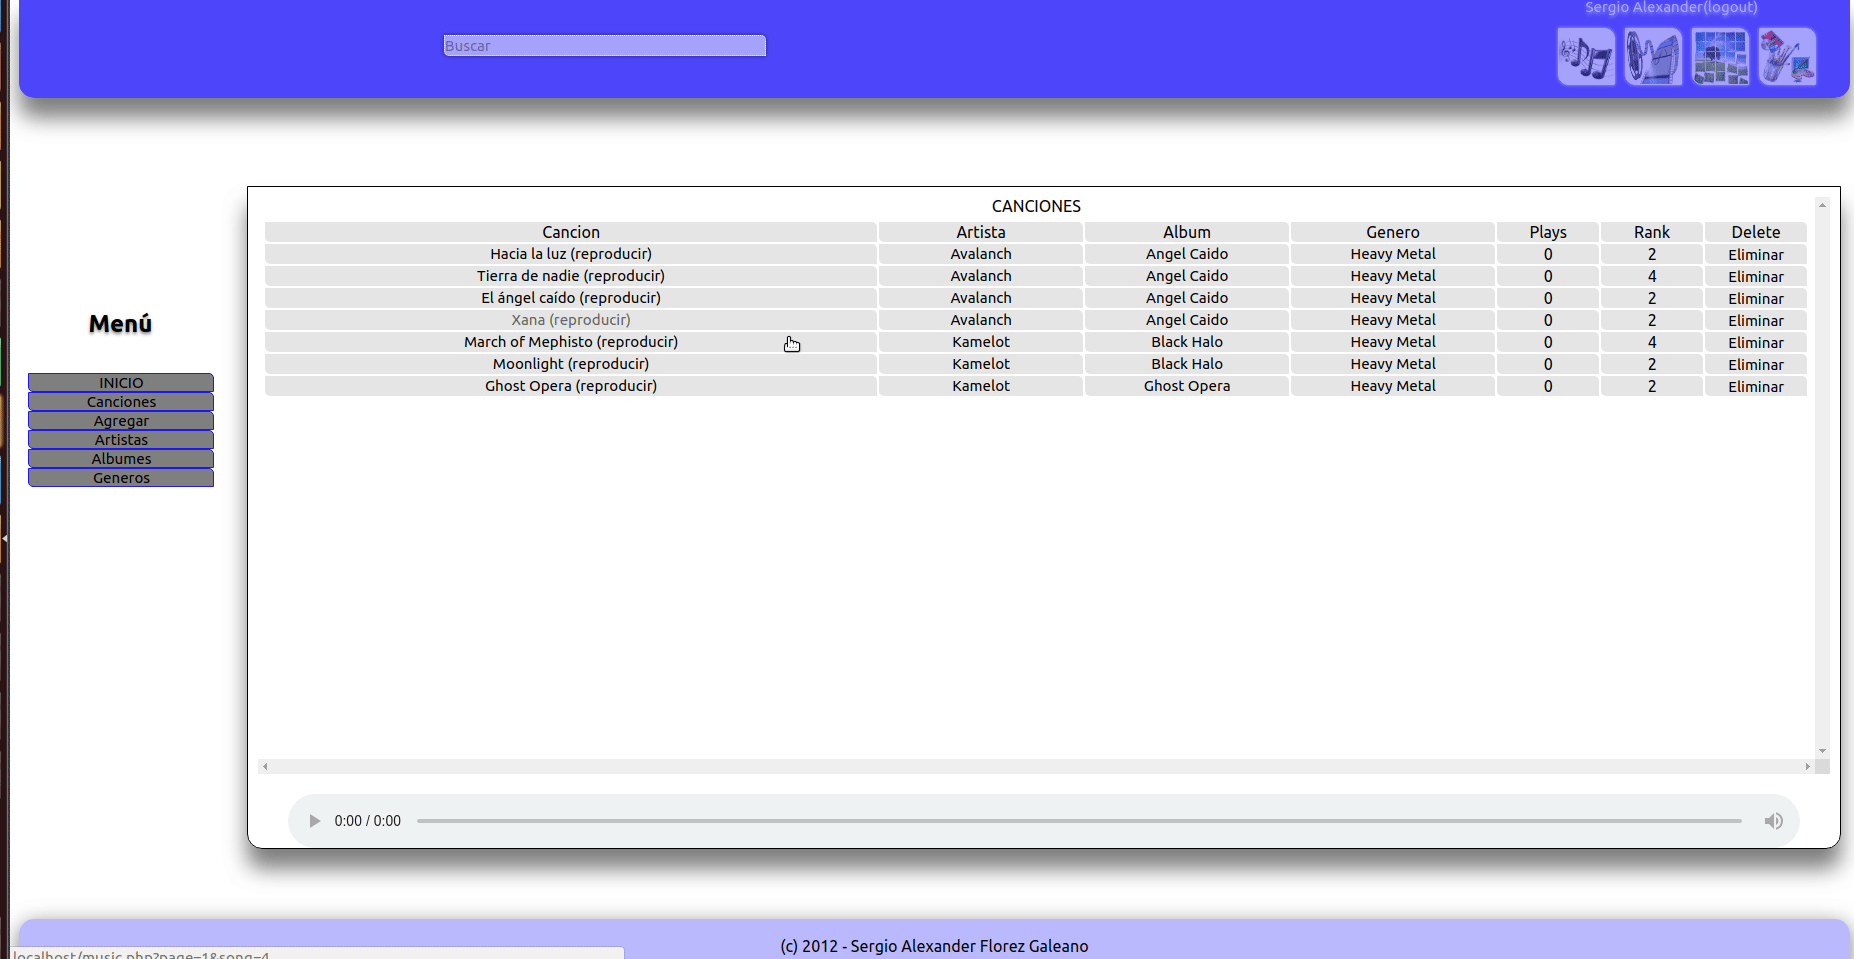 Sergio Alexander(logout)
Buscar
CANCIONES
Cancion Artista Album Genero Plays Rank Delete
Hacia la luz (reproducir) Avalanch Angel Caido Heavy Metal 0 2 Eliminar
Tierra de nadie (reproducir) Avalanch Angel Caido Heavy Metal 0 4 Eliminar
El ángel caído (reproducir) Avalanch Angel Caido Heavy Metal 0 2 Eliminar
Xana (reproducir) Avalanch Angel Caido Heavy Metal 0 2 Eliminar
March of Mephisto (reproducir) Kamelot Black Halo Heavy Metal 0 4 Eliminar
Moonlight (reproducir) Kamelot Black Halo Heavy Metal 0 2 Eliminar
Ghost Opera (reproducir) Kamelot Ghost Opera Heavy Metal 0 2 Eliminar
Menú
INICIO
Canciones
Agregar
Artistas
Albumes
Generos
0:00 / 0:00
(c) 2012 - Sergio Alexander Florez Galeano
localhost/music.php?page=1&song=4